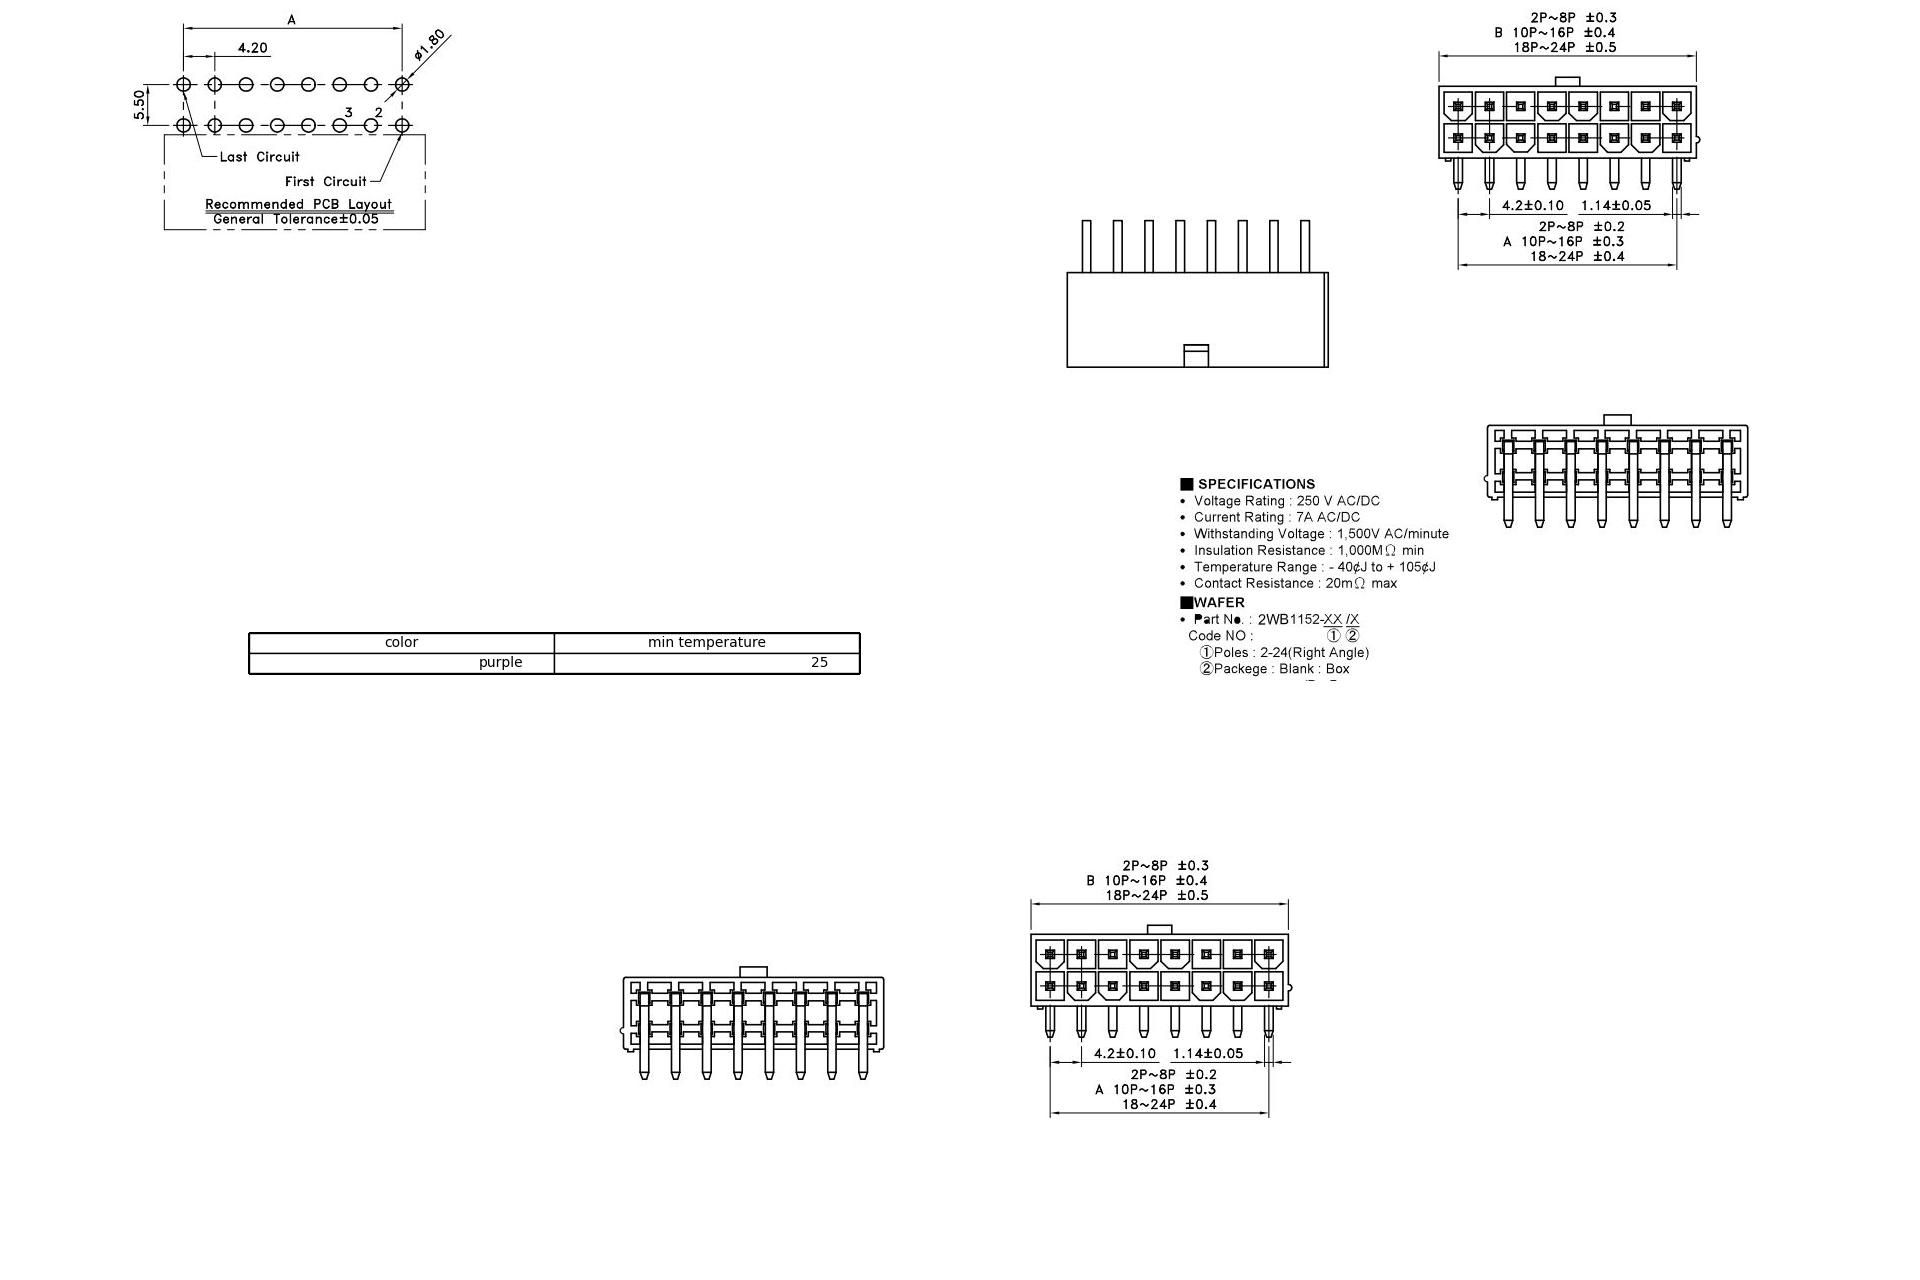 A
4.20
ø1.80
5.50
3 2
Last Circuit
First Circuit
Recommended PCB Layout
General Tolerance±0.05
2P~8P ±0.3
B 10P~16P ±0.4
18P~24P ±0.5
4.2±0.10 1.14±0.05
2P~8P ±0.2
A 10P~16P ±0.3
18~24P ±0.4
■ SPECIFICATIONS
• Voltage Rating : 250 V AC/DC
• Current Rating : 7A AC/DC
• Withstanding Voltage : 1,500V AC/minute
• Insulation Resistance : 1,000MΩ min
• Temperature Range : - 40¢J to + 105¢J
• Contact Resistance : 20mΩ max
■WAFER
• Part No. : 2WB1152-XX /X
Code NO : ① ②
①Poles : 2-24(Right Angle)
②Packege : Blank : Box
color min temperature
purple 25
2P~8P ±0.3
B 10P~16P ±0.4
18P~24P ±0.5
4.2±0.10 1.14±0.05
2P~8P ±0.2
A 10P~16P ±0.3
18~24P ±0.4